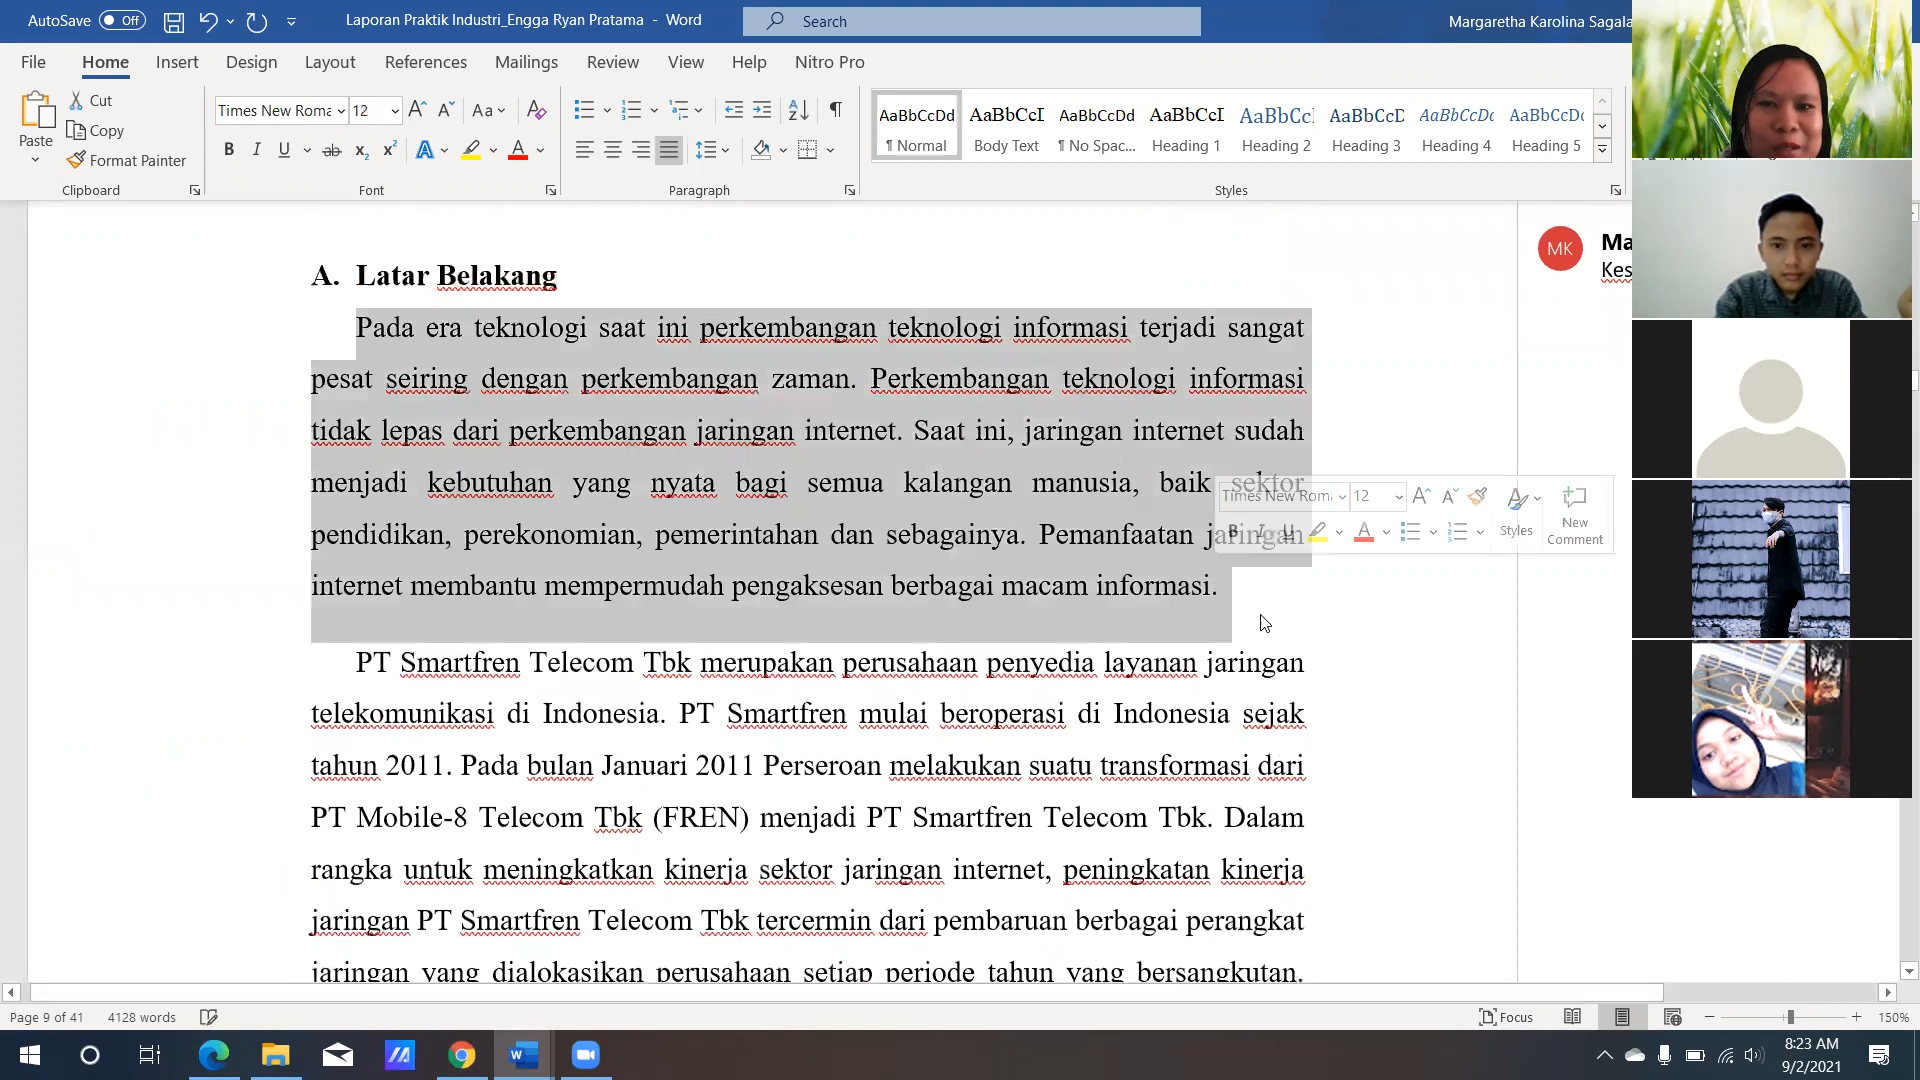 AutoSave Off Laporan Praktik Industri_Engga Ryan Pratama - Word Search Margaretha Karolina Sagala
File Home Insert Design Layout References Mailings Review View Help Nitro Pro
Paste Cut Copy Format Painter
Clipboard
Times New Roma 12 Aa
B I U ab x₂ x² A A
Font
Paragraph
AaBbCcDd AaBbCcI AaBbCcDd AaBbCcI AaBbCc AaBbCcD AaBbCcDc AaBbCcDc
¶ Normal Body Text ¶ No Spac... Heading 1 Heading 2 Heading 3 Heading 4 Heading 5
Styles
A. Latar Belakang
Pada era teknologi saat ini perkembangan teknologi informasi terjadi sangat
pesat seiring dengan perkembangan zaman. Perkembangan teknologi informasi
tidak lepas dari perkembangan jaringan internet. Saat ini, jaringan internet sudah
menjadi kebutuhan yang nyata bagi semua kalangan manusia, baik sektor
pendidikan, perekonomian, pemerintahan dan sebagainya. Pemanfaatan jaringan
internet membantu mempermudah pengaksesan berbagai macam informasi.
PT Smartfren Telecom Tbk merupakan perusahaan penyedia layanan jaringan
telekomunikasi di Indonesia. PT Smartfren mulai beroperasi di Indonesia sejak
tahun 2011. Pada bulan Januari 2011 Perseroan melakukan suatu transformasi dari
PT Mobile-8 Telecom Tbk (FREN) menjadi PT Smartfren Telecom Tbk. Dalam
rangka untuk meningkatkan kinerja sektor jaringan internet, peningkatan kinerja
jaringan PT Smartfren Telecom Tbk tercermin dari pembaruan berbagai perangkat
jaringan yang dialokasikan perusahaan setiap periode tahun yang bersangkutan.
Times New Roma 12
B I U A Styles New Comment
MK Ma
Kes
Page 9 of 41 4128 words Focus 150%
8:23 AM
9/2/2021